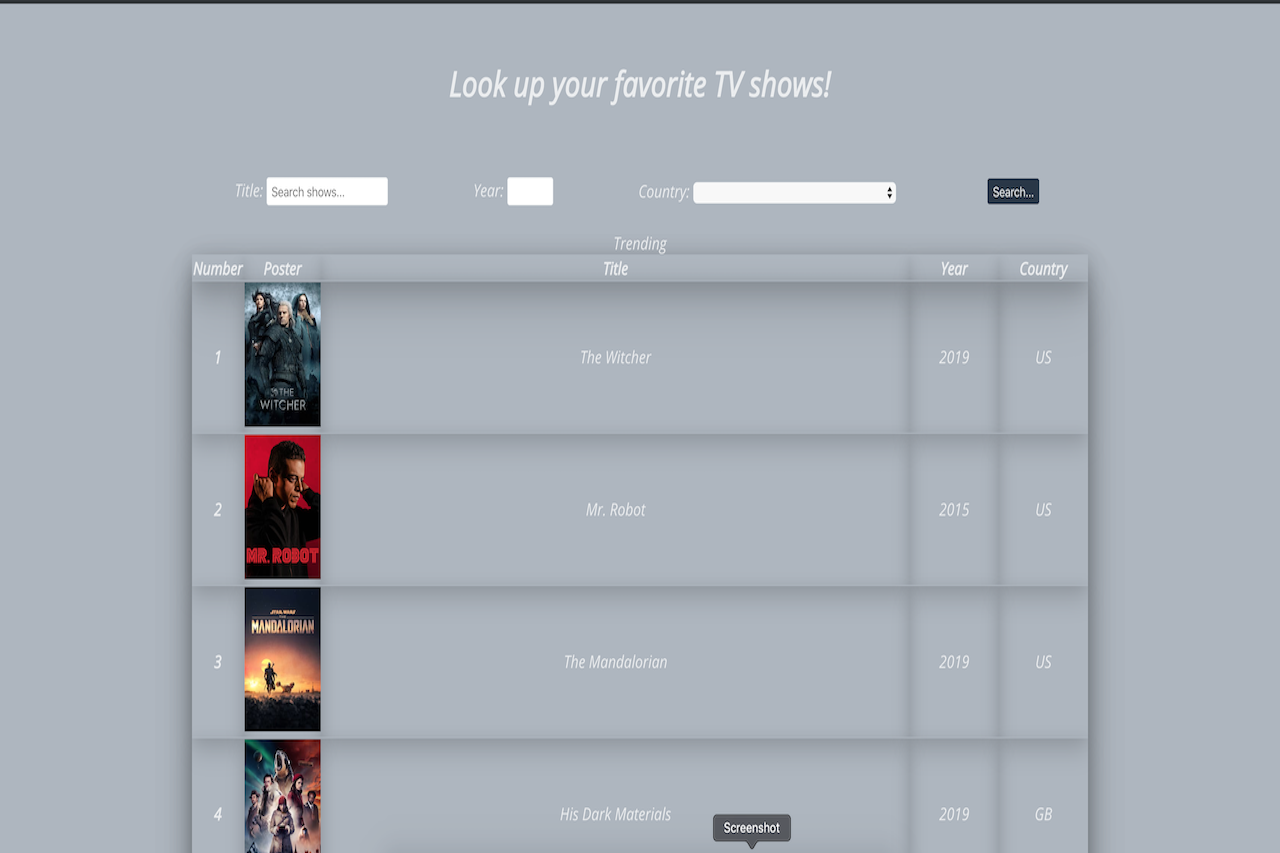 Look up your favorite TV shows!
Title: Search shows... Year: Country: Search...
Trending
Number Poster Title Year Country
THE
WITCHER
1 The Witcher 2019 US
2 Mr. Robot 2015 US
MR. ROBOT
STAR WARS
MANDALORIAN
3 The Mandalorian 2019 US
4 His Dark Materials 2019 GB
Screenshot